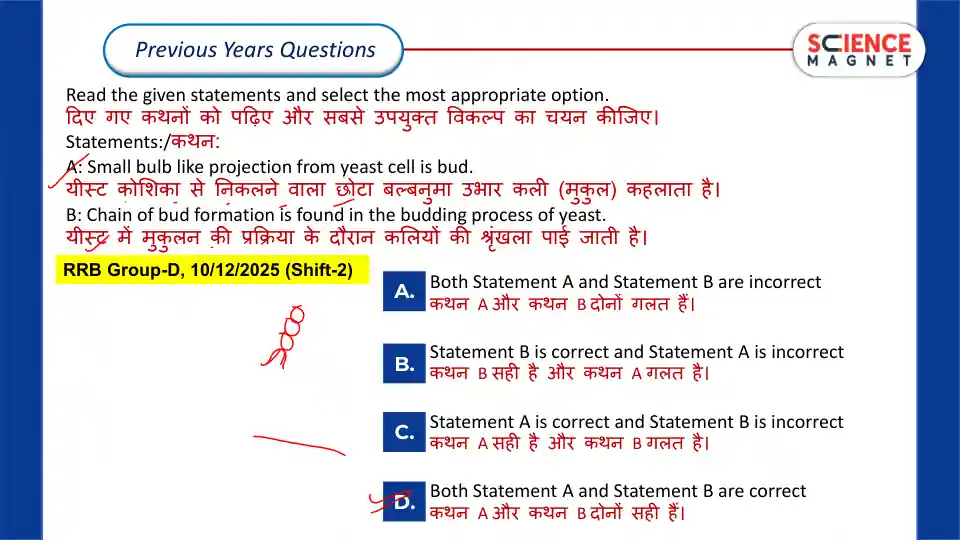 Previous Years Questions
SCIENCE
MAGNET
Read the given statements and select the most appropriate option.
दिए गए कथनों को पढ़िए और सबसे उपयुक्त विकल्प का चयन कीजिए।
Statements:/कथन:
A: Small bulb like projection from yeast cell is bud.
यीस्ट कोशिका से निकलने वाला छोटा बल्बनुमा उभार कली (मुकुल) कहलाता है।
B: Chain of bud formation is found in the budding process of yeast.
यीस्ट में मुकुलन की प्रक्रिया के दौरान कलियों की श्रृंखला पाई जाती है।
RRB Group-D, 10/12/2025 (Shift-2)
A. Both Statement A and Statement B are incorrect
कथन A और कथन B दोनों गलत हैं।
B. Statement B is correct and Statement A is incorrect
कथन B सही है और कथन A गलत है।
C. Statement A is correct and Statement B is incorrect
कथन A सही है और कथन B गलत है।
D. Both Statement A and Statement B are correct
कथन A और कथन B दोनों सही हैं।